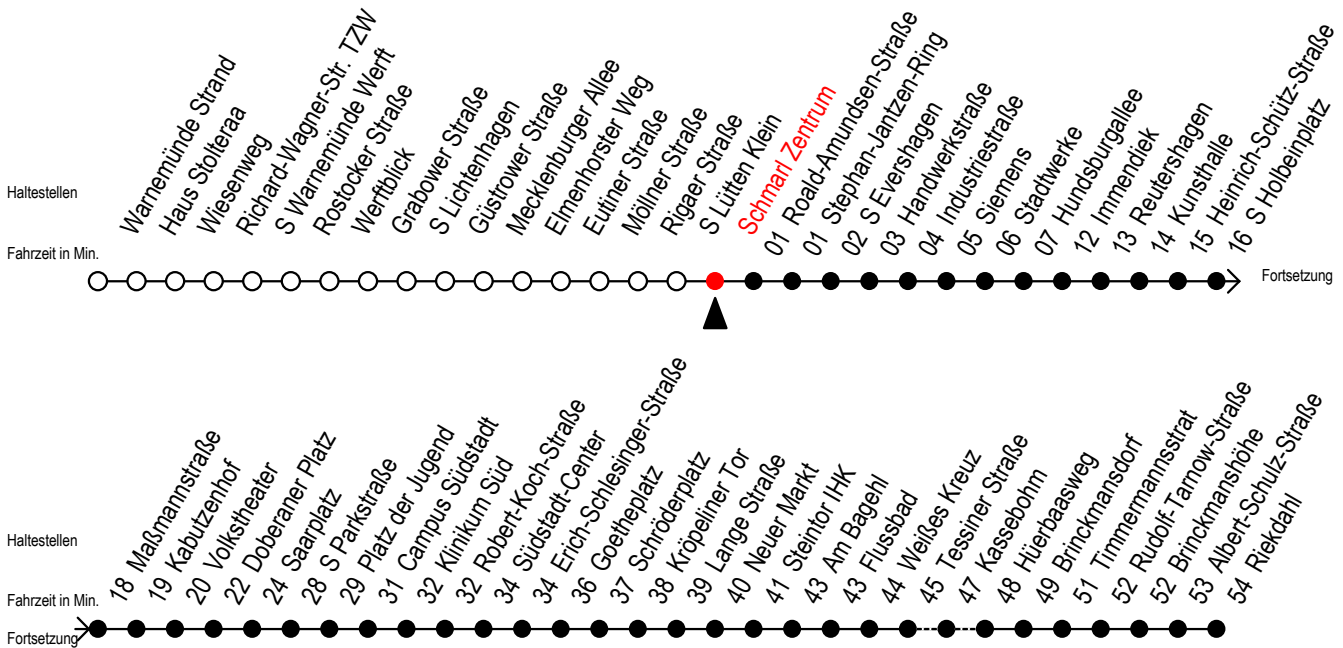 Haltestellen
Warnemünde Strand
Haus Stolteraa
Wiesenweg
Richard-Wagner-Str. TZW
S Warnemünde Werft
Rostocker Straße
Werftblick
Grabower Straße
S Lichtenhagen
Güstrower Straße
Mecklenburger Allee
Elmenhorster Weg
Eutiner Straße
Möllner Straße
Rigaer Straße
S Lütten Klein
Schmarl Zentrum
01 Roald-Amundsen-Straße
01 Stephan-Jantzen-Ring
02 S Evershagen
03 Handwerkstraße
04 Industriestraße
05 Siemens
06 Stadtwerke
07 Hundsburgallee
12 Immendiek
13 Reutershagen
14 Kunsthalle
15 Heinrich-Schütz-Straße
16 S Holbeinplatz
Fahrzeit in Min.
Fortsetzung
Haltestellen
18 Maßmannstraße
19 Kabutzenhof
20 Volkstheater
22 Doberaner Platz
24 Saarplatz
28 S Parkstraße
29 Platz der Jugend
31 Campus Südstadt
32 Klinikum Süd
32 Robert-Koch-Straße
34 Südstadt-Center
34 Erich-Schlesinger-Straße
36 Goetheplatz
37 Schröderplatz
38 Kröpeliner Tor
39 Lange Straße
40 Neuer Markt
41 Steintor IHK
43 Am Bagehl
43 Flussbad
44 Weißes Kreuz
45 Tessiner Straße
47 Kassebohm
48 Hüerbaasweg
49 Brinckmansdorf
51 Timmermannsstrat
52 Rudolf-Tarnow-Straße
52 Brinckmanshöhe
53 Albert-Schulz-Straße
54 Riekdahl
Fahrzeit in Min.
Fortsetzung